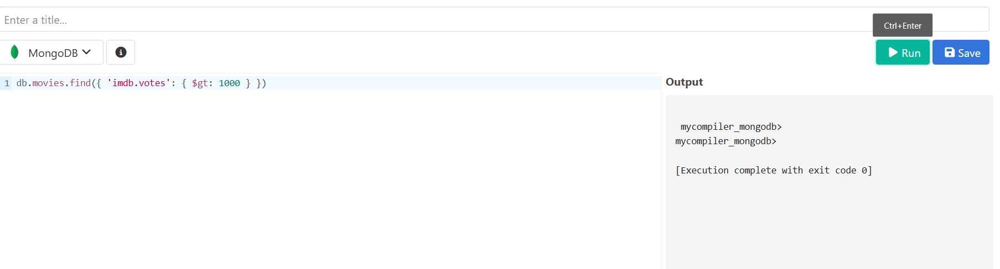 Enter a title...
Ctrl+Enter
MongoDB
Run
Save
1 db.movies.find({ 'imdb.votes': { $gt: 1000 } })
Output
mycompiler_mongodb>
mycompiler_mongodb>
[Execution complete with exit code 0]